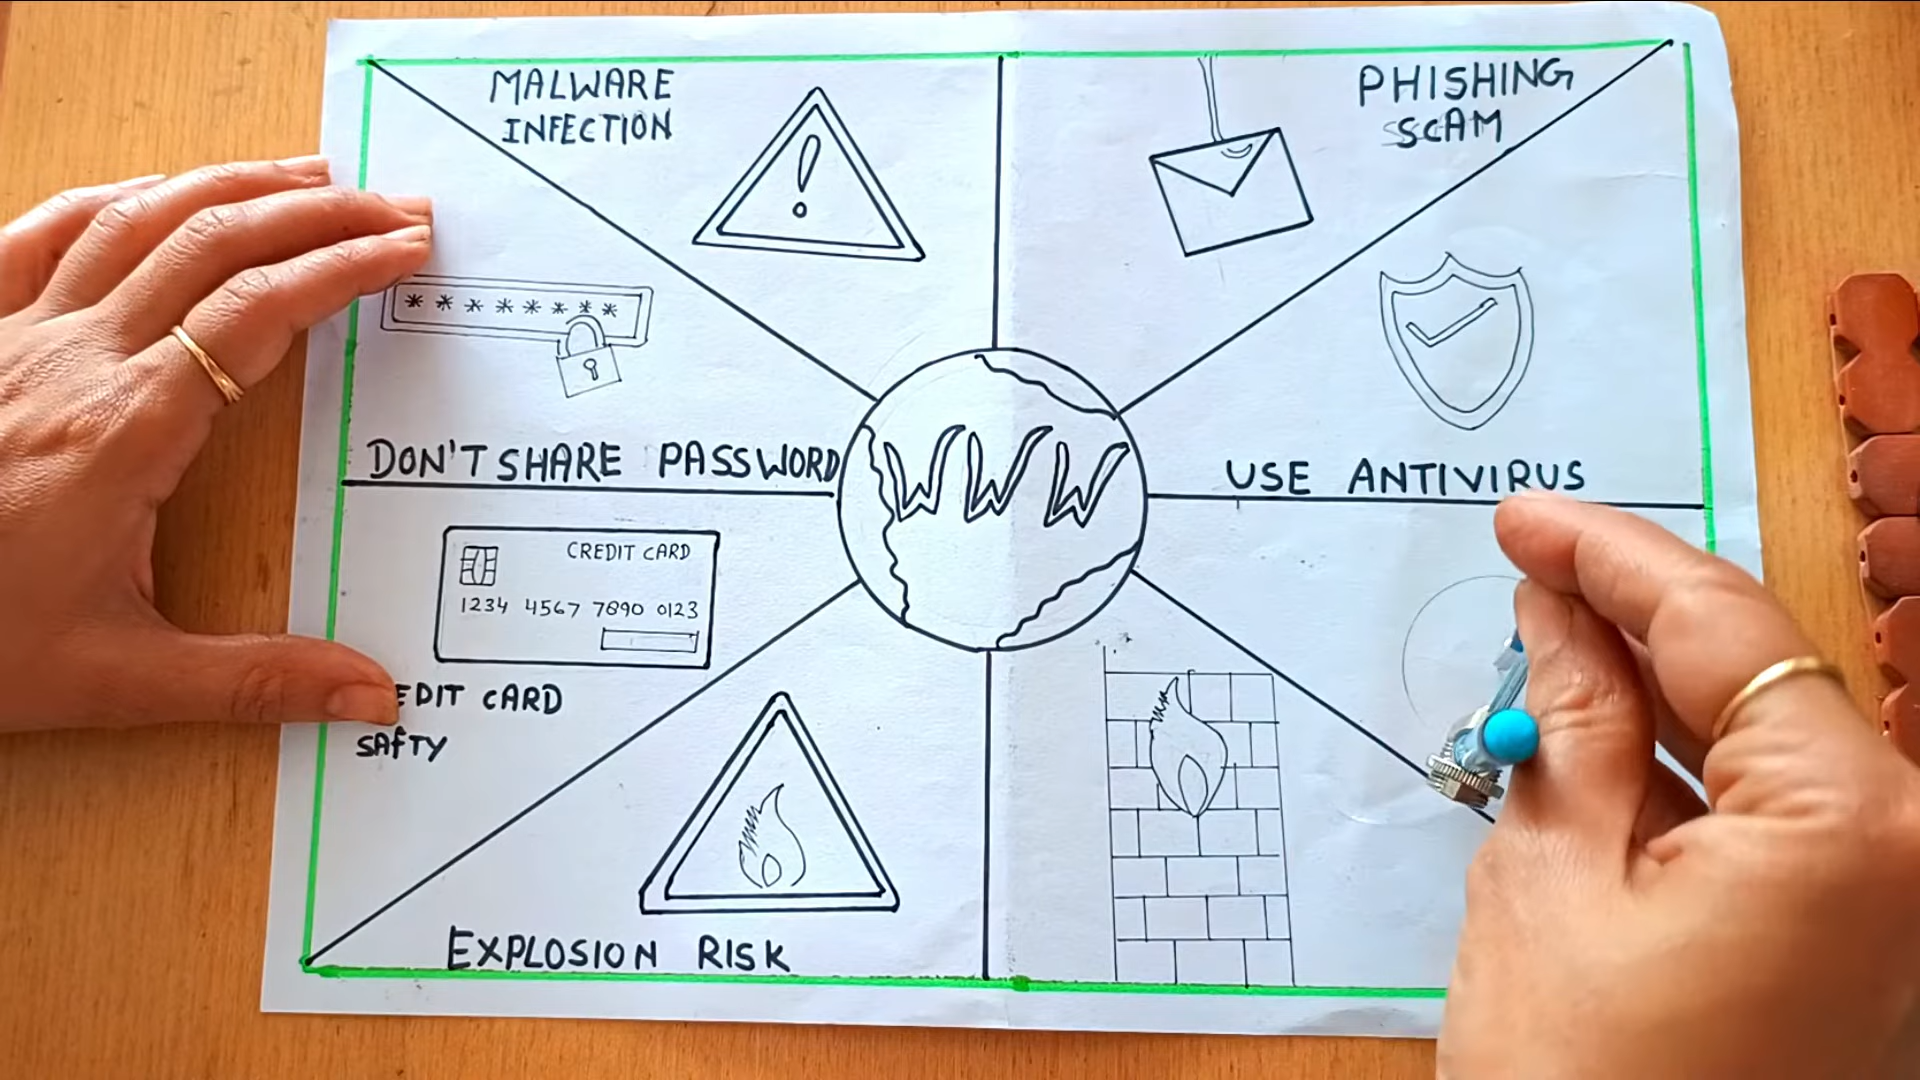 MALWARE
INFECTION
PHISHING
SCAM
* * * * * * * *
DON'T SHARE PASSWORD
WWW
USE ANTIVIRUS
CREDIT CARD
1234 4567 7890 0123
EDIT CARD
SAFTY
EXPLOSION RISK